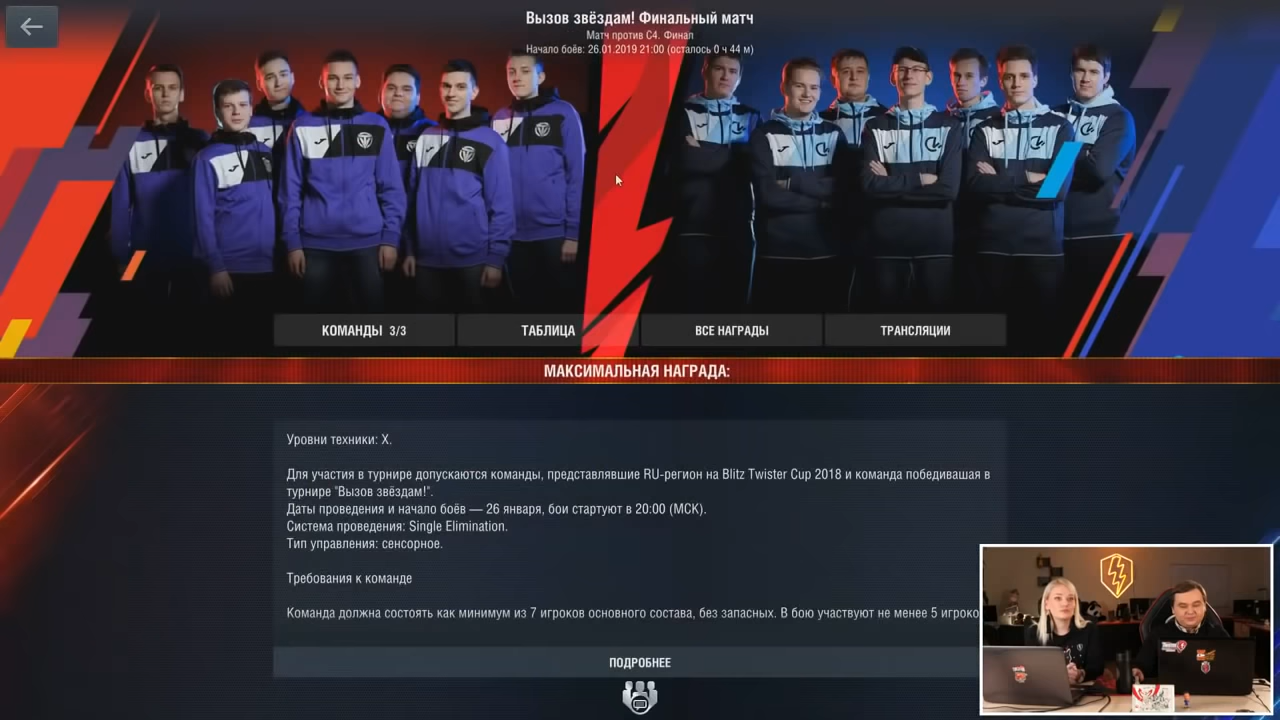 Вызов звёздам! Финальный матч
Матч против C4. Финал
Начало боёв: 26.01.2019 21:00 (осталось 0 ч 44 м)
КОМАНДЫ 3/3
ТАБЛИЦА
ВСЕ НАГРАДЫ
ТРАНСЛЯЦИИ
МАКСИМАЛЬНАЯ НАГРАДА:
Уровни техники: X.
Для участия в турнире допускаются команды, представлявшие RU-регион на Blitz Twister Cup 2018 и команда победивашая в
турнире "Вызов звёздам!".
Даты проведения и начало боёв — 26 января, бои стартуют в 20:00 (МСК).
Система проведения: Single Elimination.
Тип управления: сенсорное.
Требования к команде
Команда должна состоять как минимум из 7 игроков основного состава, без запасных. В бою участвуют не менее 5 игроко
ПОДРОБНЕЕ